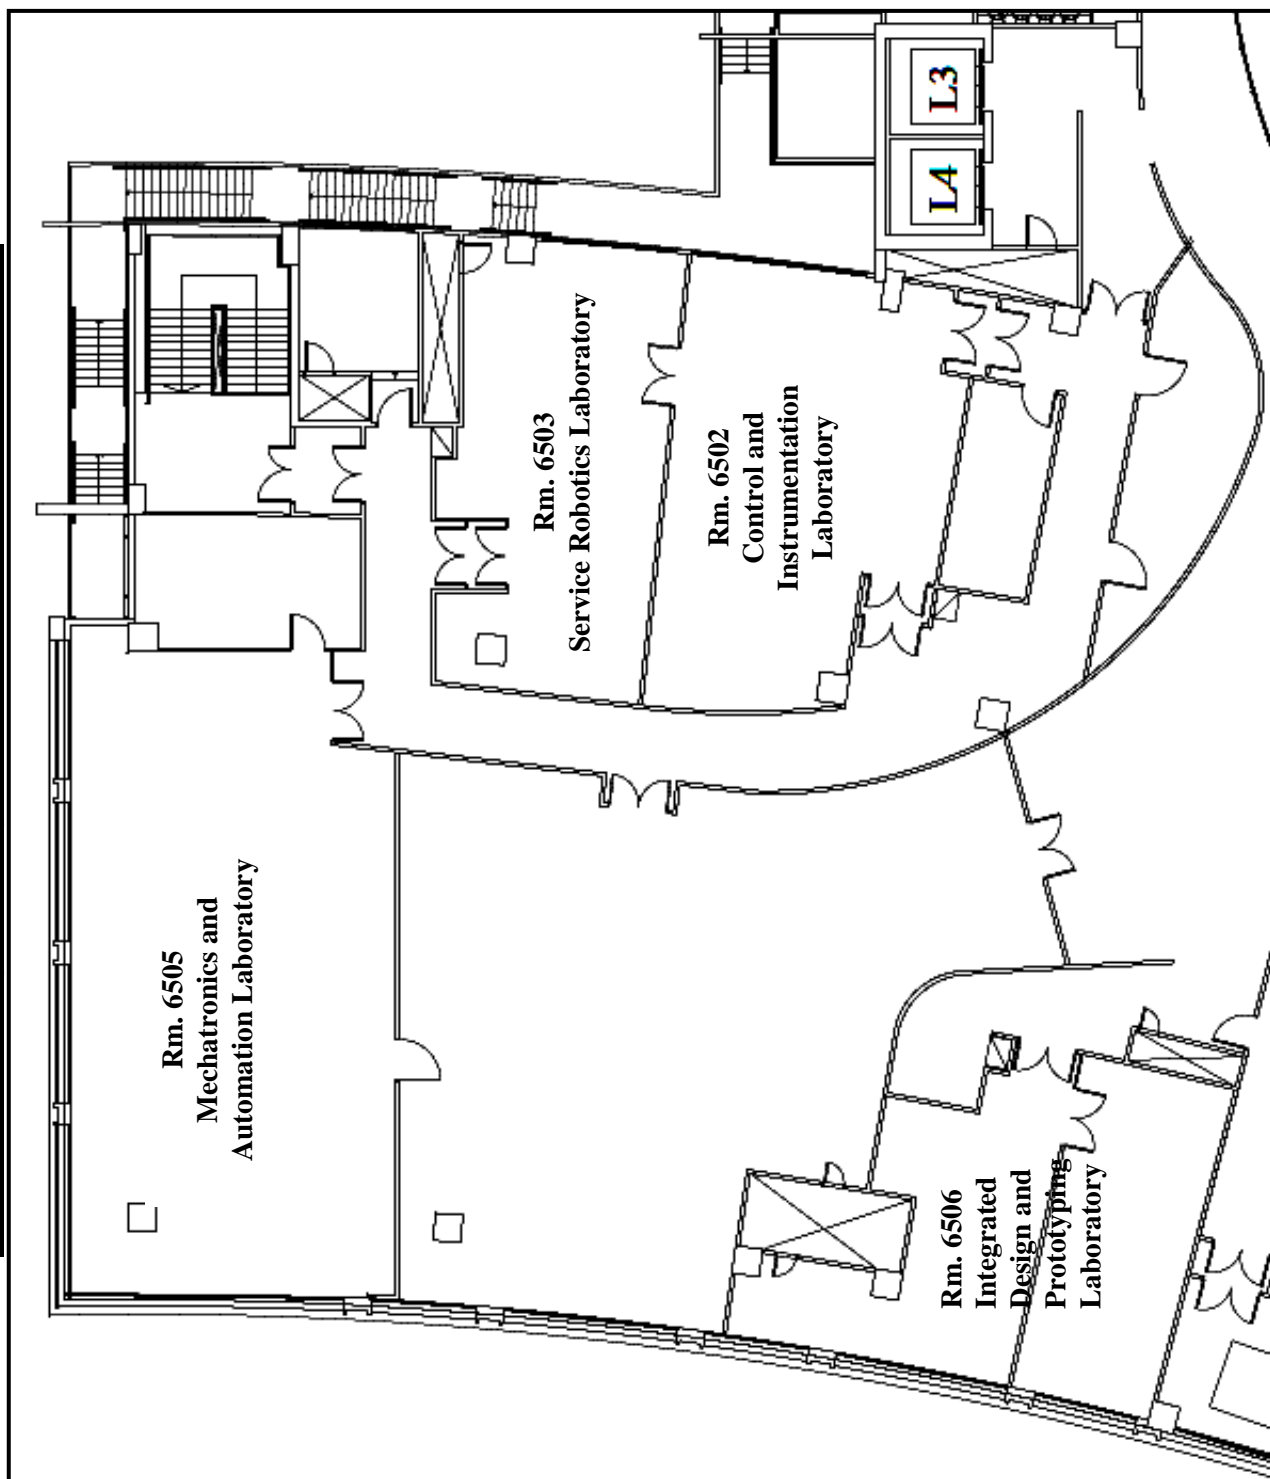 L3
L4
Rm. 6503
Service Robotics Laboratory
Rm. 6502
Control and
Instrumentation
Laboratory
Rm. 6505
Mechatronics and
Automation Laboratory
Rm. 6506
Integrated
Design and
Prototyping
Laboratory